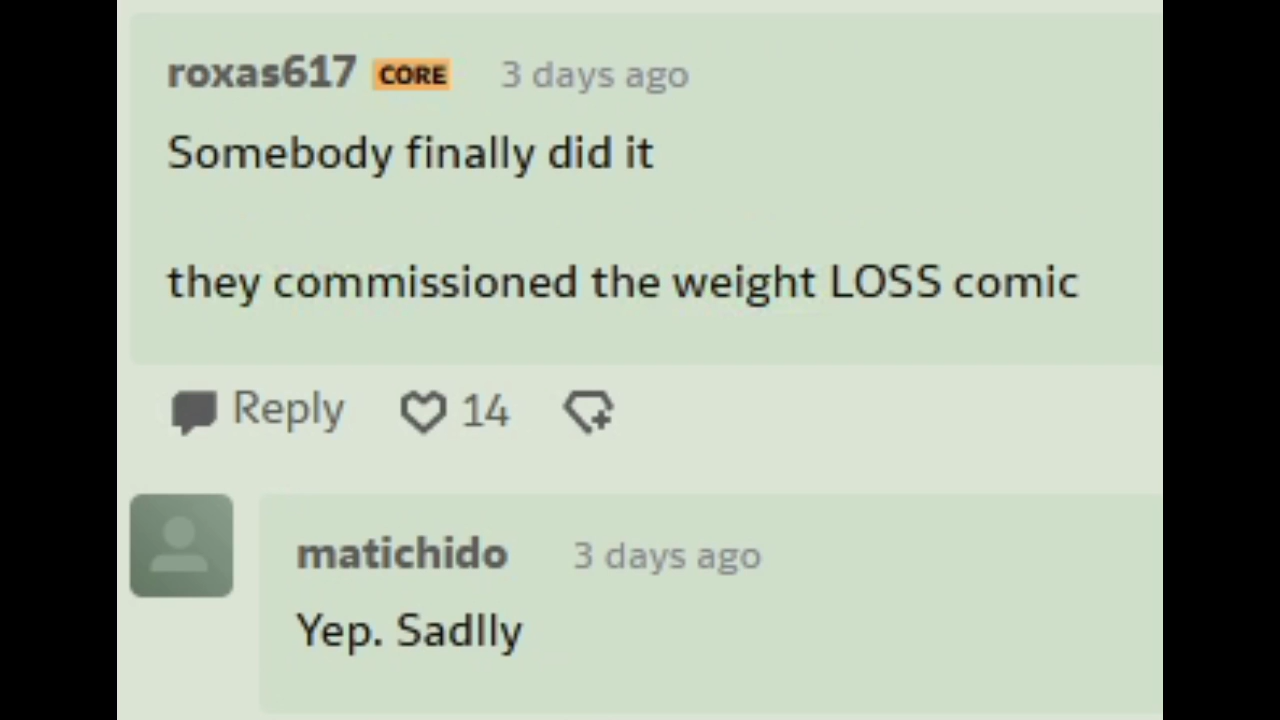 roxas617 CORE 3 days ago
Somebody finally did it
they commissioned the weight LOSS comic
Reply 14
matichido 3 days ago
Yep. Sadlly